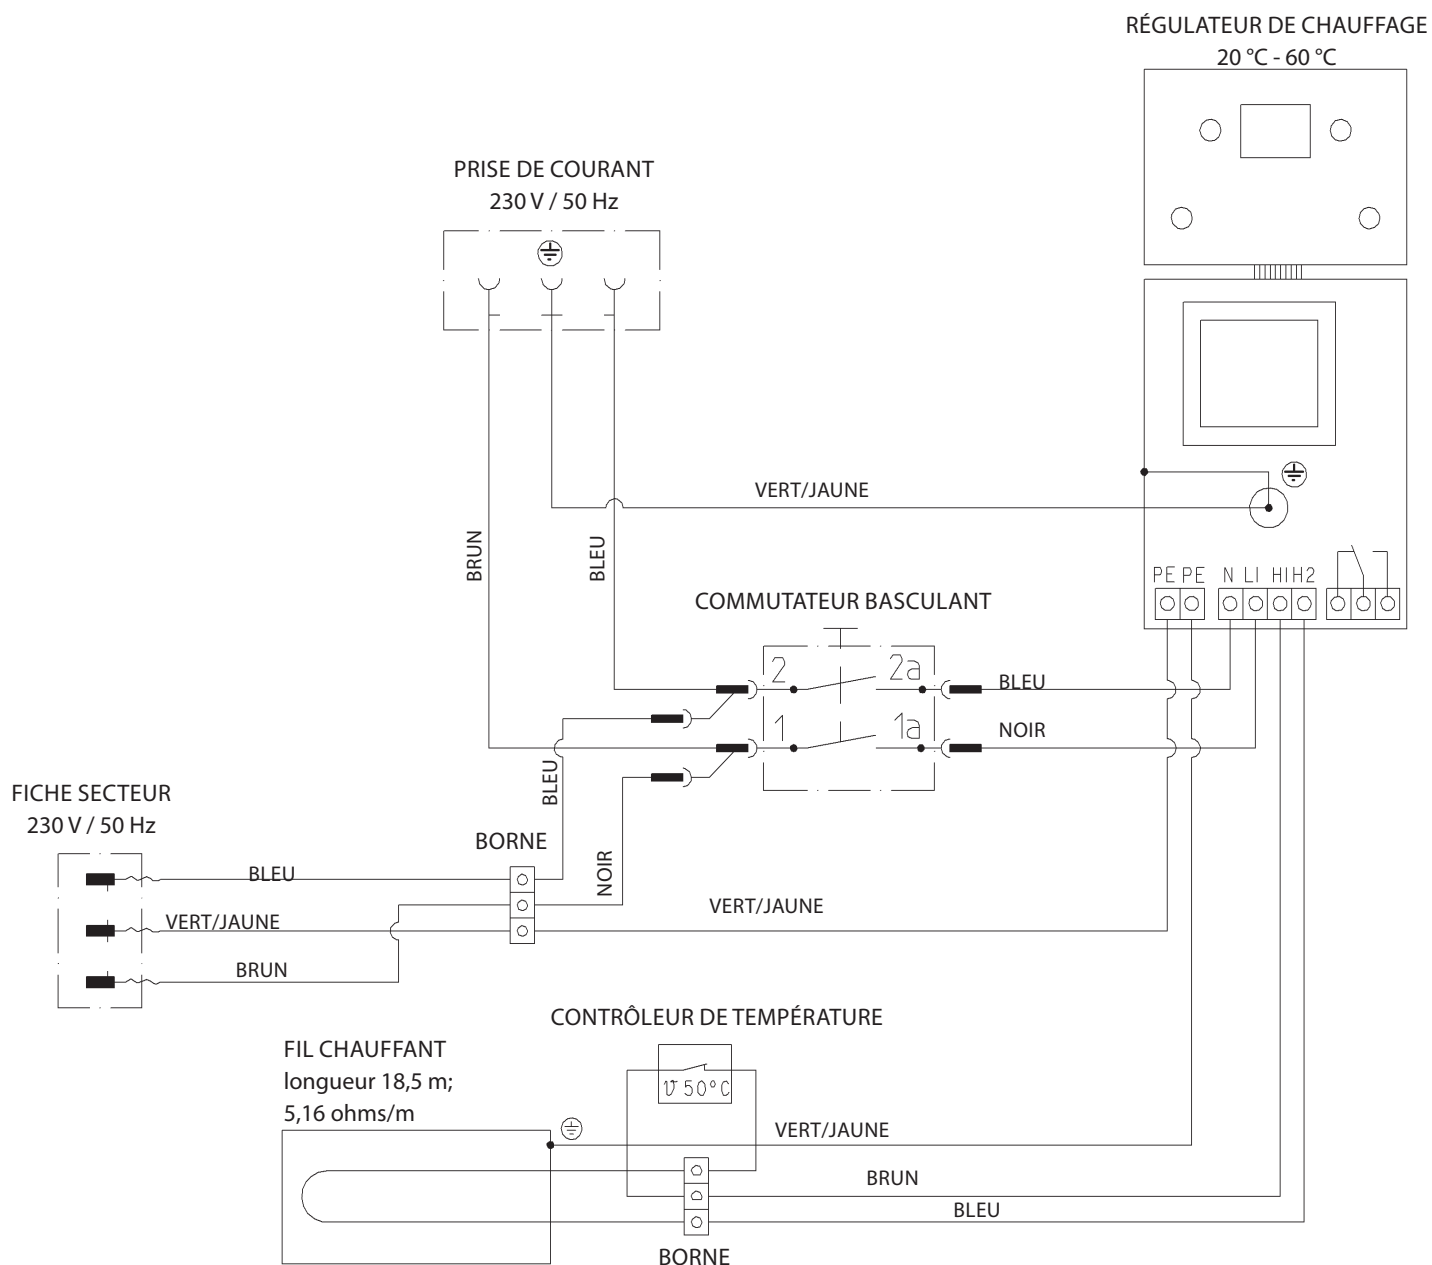 RÉGULATEUR DE CHAUFFAGE
20 °C - 60 °C
PRISE DE COURANT
230 V / 50 Hz
VERT/JAUNE
BRUN
BLEU
PE PE N L1 H1 H2
COMMUTATEUR BASCULANT
2 2a
BLEU
1 1a
NOIR
BLEU
FICHE SECTEUR
230 V / 50 Hz
BORNE
NOIR
BLEU
VERT/JAUNE
VERT/JAUNE
BRUN
CONTRÔLEUR DE TEMPÉRATURE
FIL CHAUFFANT
longueur 18,5 m;
5,16 ohms/m
ϑ 50°C
VERT/JAUNE
BRUN
BLEU
BORNE